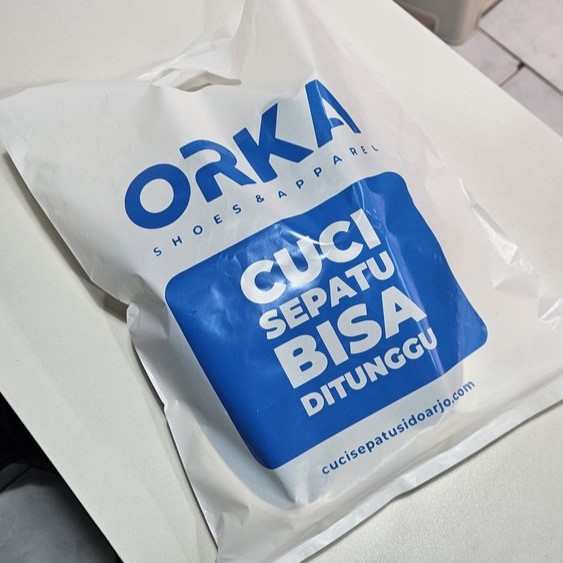 ORKA
SHOES & APPAREL
CUCI
SEPATU
BISA
DITUNGGU
cucisepatusidoarjo.com